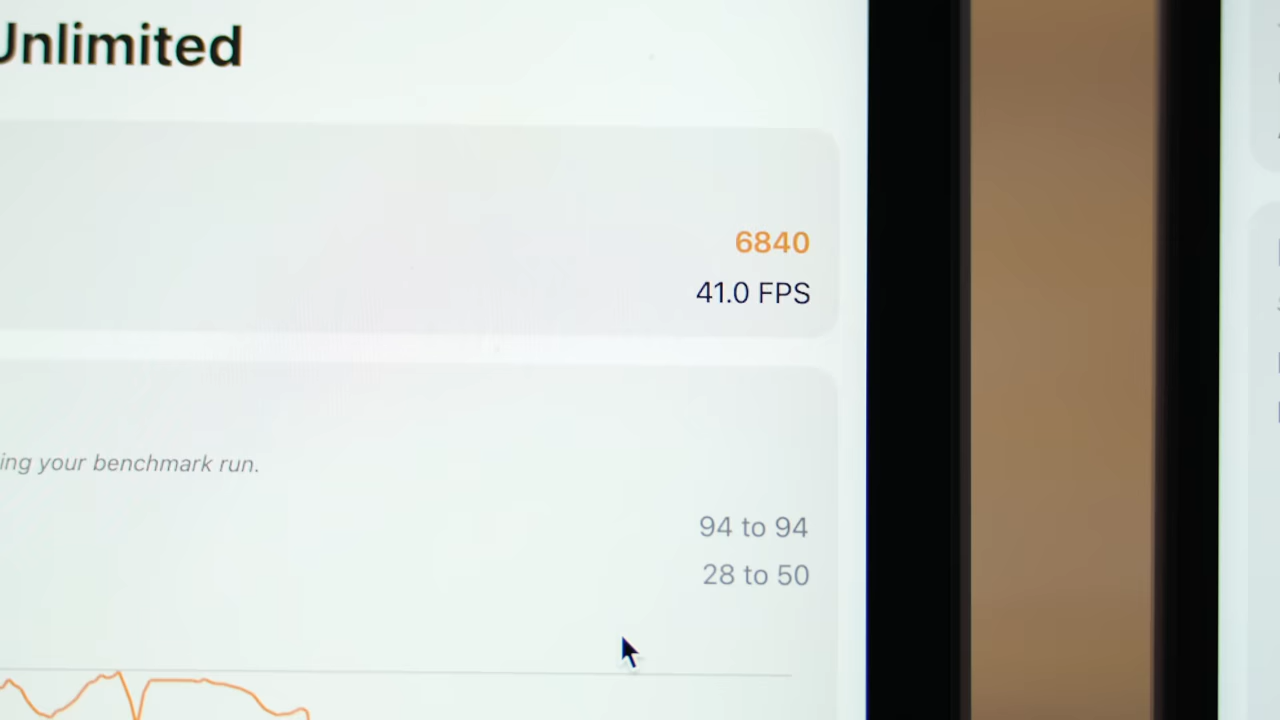 Unlimited
6840
41.0 FPS
ing your benchmark run.
94 to 94
28 to 50